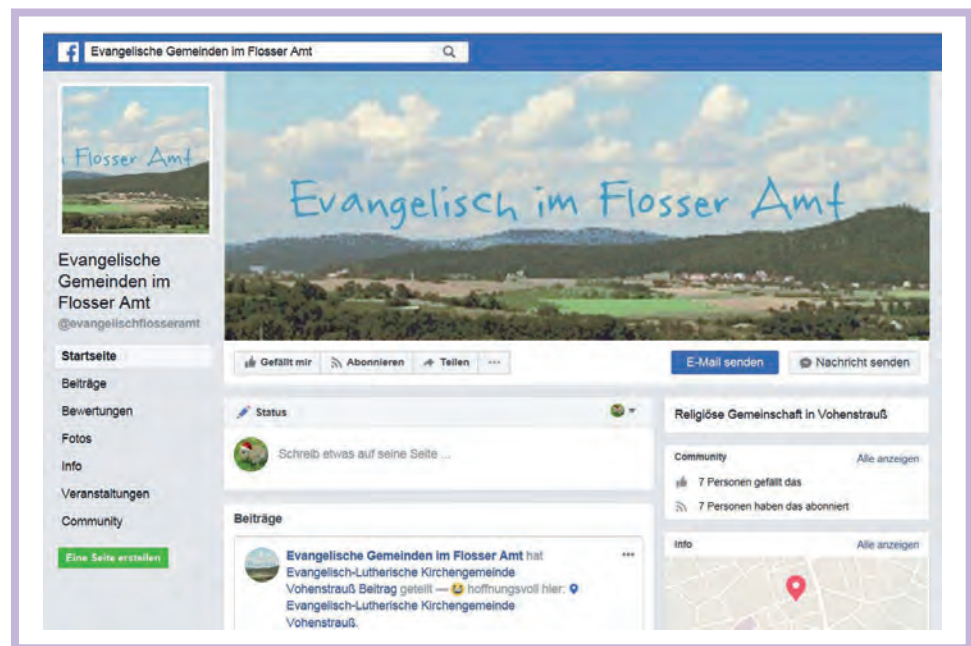 Evangelische Gemeinden im Flosser Amt
Flosser Amt
Evangelisch im Flosser Amt
Evangelische
Gemeinden im
Flosser Amt
@evangelischflosseramt
Startseite
Beiträge
Bewertungen
Fotos
Info
Veranstaltungen
Community
Eine Seite erstellen
Gefällt mir
Abonnieren
Teilen
E-Mail senden
Nachricht senden
Status
Schreib etwas auf seine Seite ...
Beiträge
Evangelische Gemeinden im Flosser Amt hat
Evangelisch-Lutherische Kirchengemeinde
Vohenstrauß Beitrag geteilt — hoffnungsvoll hier:
Evangelisch-Lutherische Kirchengemeinde
Vohenstrauß.
Religiöse Gemeinschaft in Vohenstrauß
Community Alle anzeigen
7 Personen gefällt das
7 Personen haben das abonniert
Info Alle anzeigen